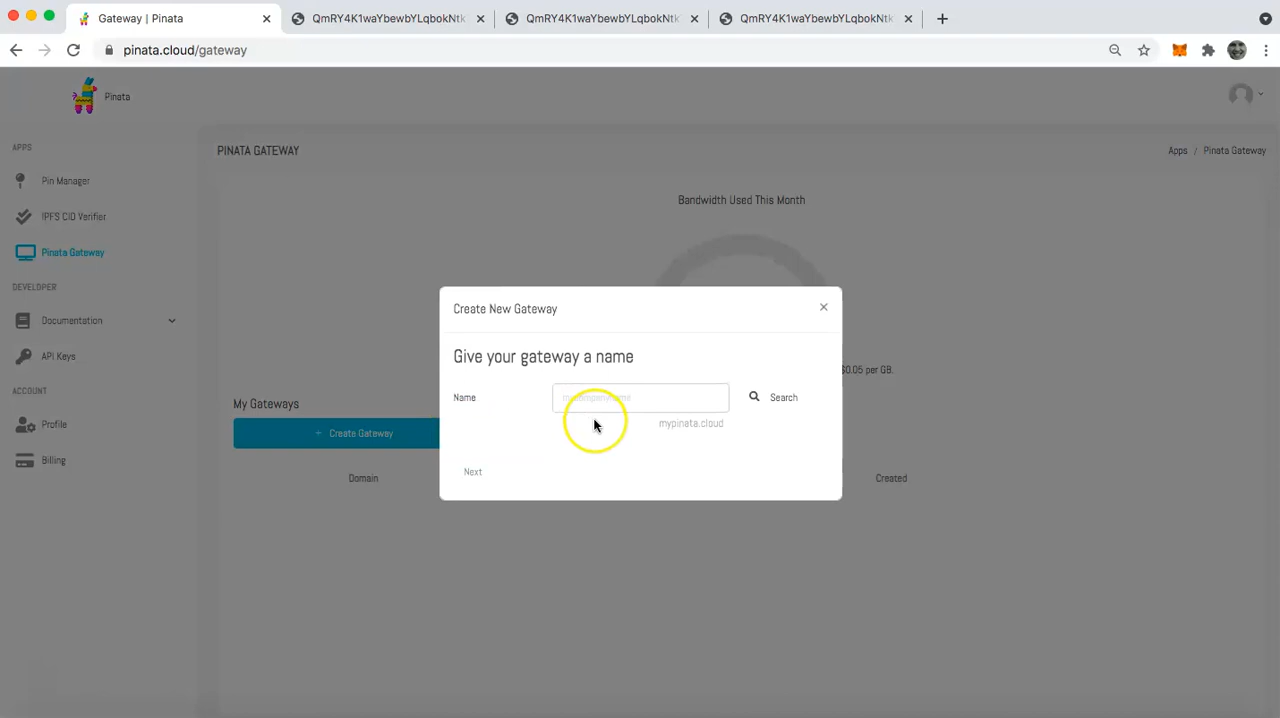 Gateway | Pinata
QmRY4K1waYbewbYLqbokNtk
QmRY4K1waYbewbYLqbokNtk
QmRY4K1waYbewbYLqbokNtk
pinata.cloud/gateway
Pinata
APPS
Pin Manager
IPFS CID Verifier
Pinata Gateway
DEVELOPER
Documentation
API Keys
ACCOUNT
Profile
Billing
PINATA GATEWAY
Apps / Pinata Gateway
Bandwidth Used This Month
$0.05 per GB.
My Gateways
+ Create Gateway
Domain
Created
Create New Gateway
×
Give your gateway a name
Name
mycompanyname
Search
mypinata.cloud
Next